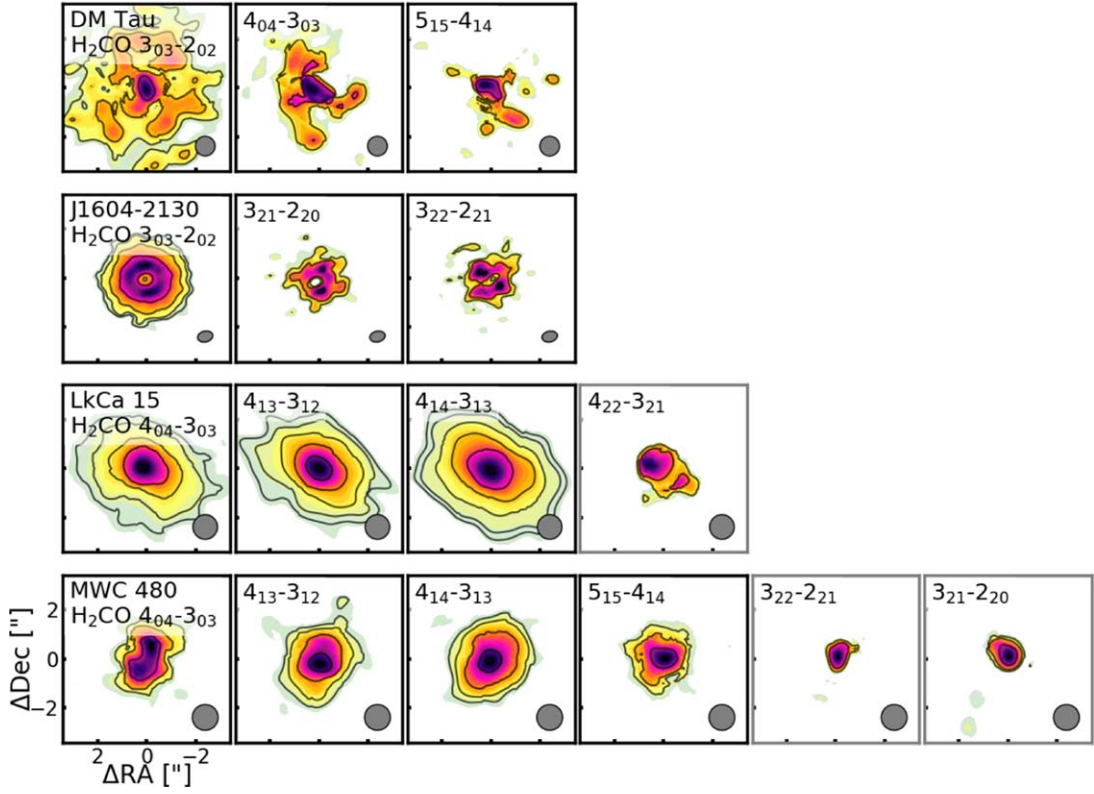 DM Tau
H₂CO 3₀₃-2₀₂
4₀₄-3₀₃
5₁₅-4₁₄
J1604-2130
H₂CO 3₀₃-2₀₂
3₂₁-2₂₀
3₂₂-2₂₁
LkCa 15
H₂CO 4₀₄-3₀₃
4₁₃-3₁₂
4₁₄-3₁₃
4₂₂-3₂₁
MWC 480
H₂CO 4₀₄-3₀₃
4₁₃-3₁₂
4₁₄-3₁₃
5₁₅-4₁₄
3₂₂-2₂₁
3₂₁-2₂₀
2
0
−2
ΔDec ["]
2 0 −2
ΔRA ["]